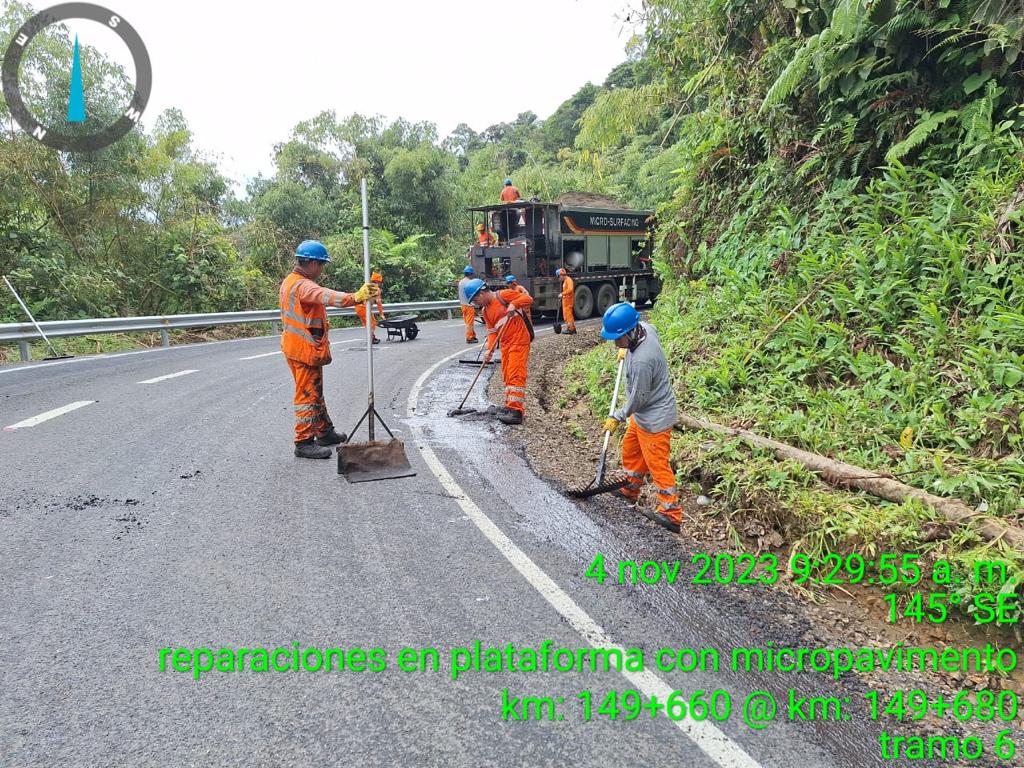 S
E
W
N
MICRO-SURFACING
4 nov 2023 9:29:55 a. m.
145° SE
reparaciones en plataforma con micropavimento
km: 149+660 @ km: 149+680
tramo 6